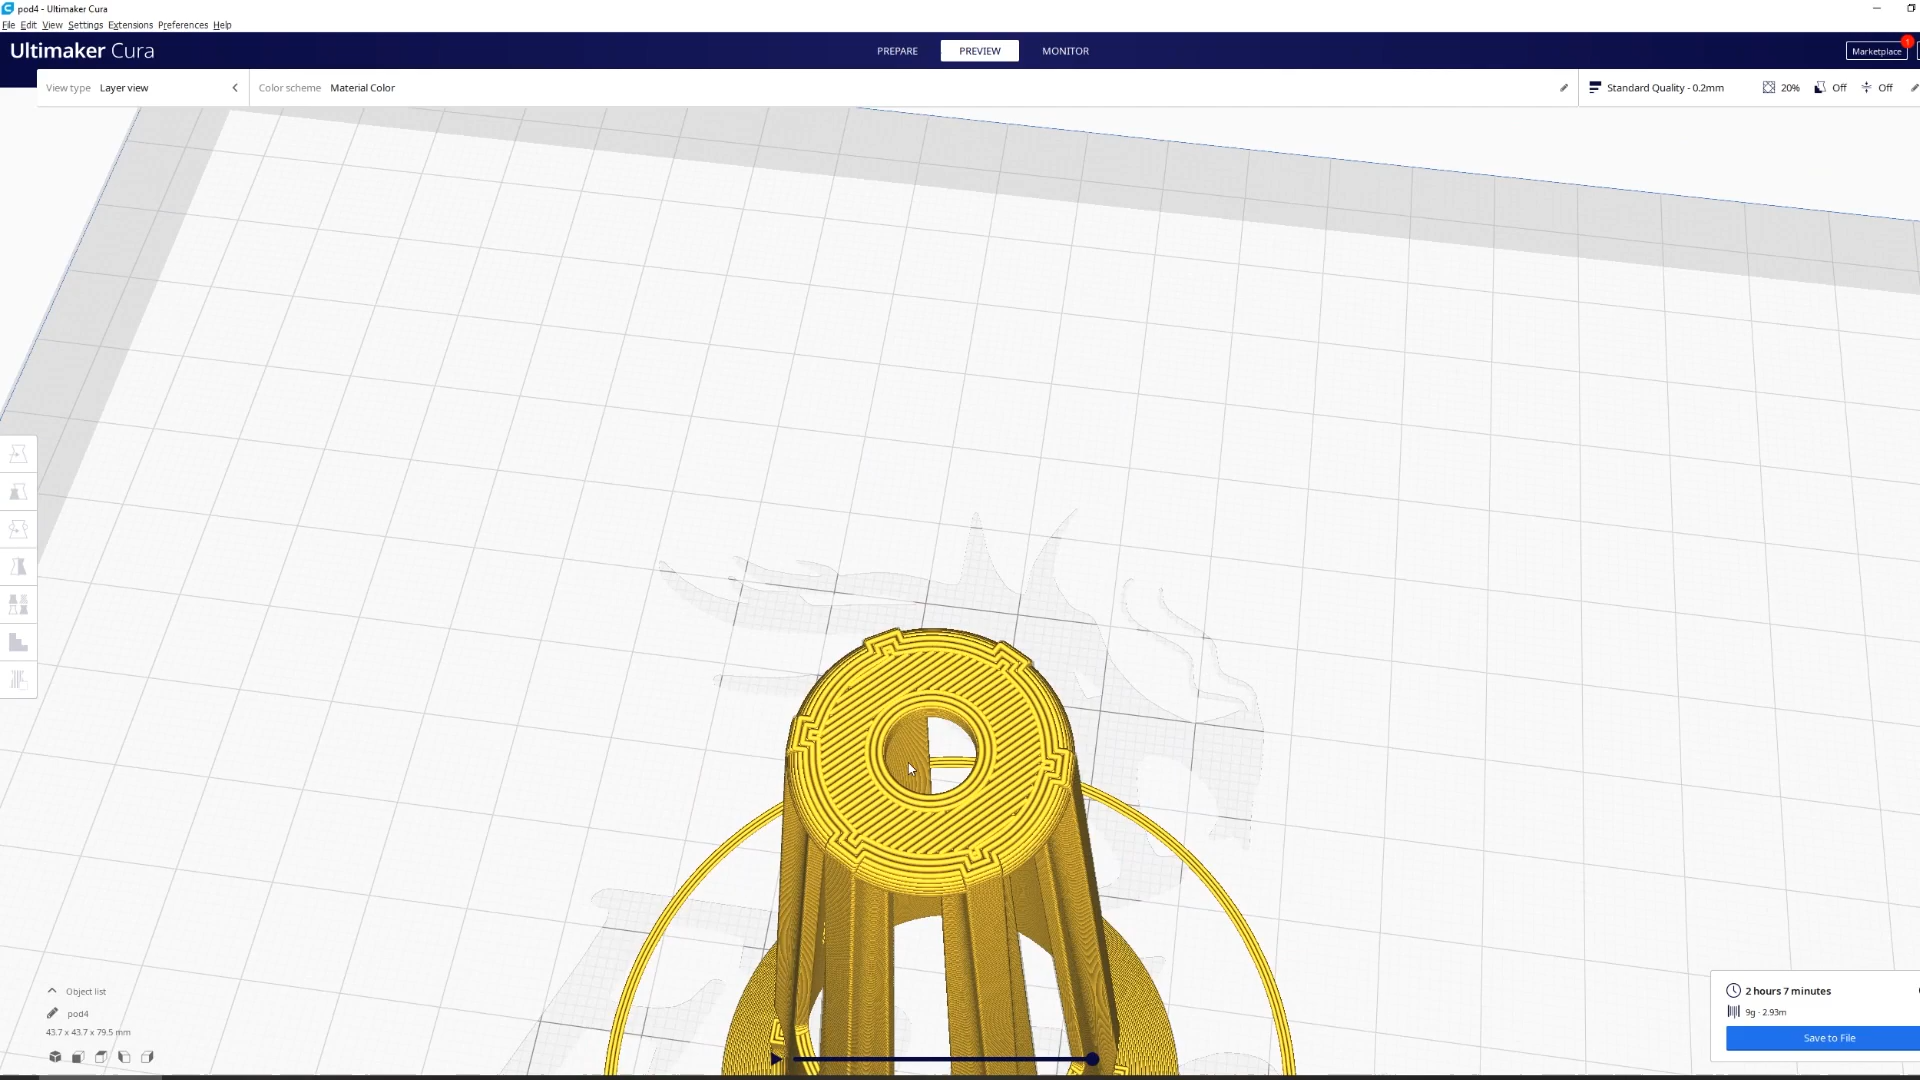 pod4 - Ultimaker Cura
File Edit View Settings Extensions Preferences Help
Ultimaker Cura
PREPARE
PREVIEW
MONITOR
Marketplace
1
View type Layer view
Color scheme Material Color
Standard Quality - 0.2mm
20%
Off
Off
Object list
pod4
43.7 x 43.7 x 79.5 mm
2 hours 7 minutes
9g · 2.93m
Save to File